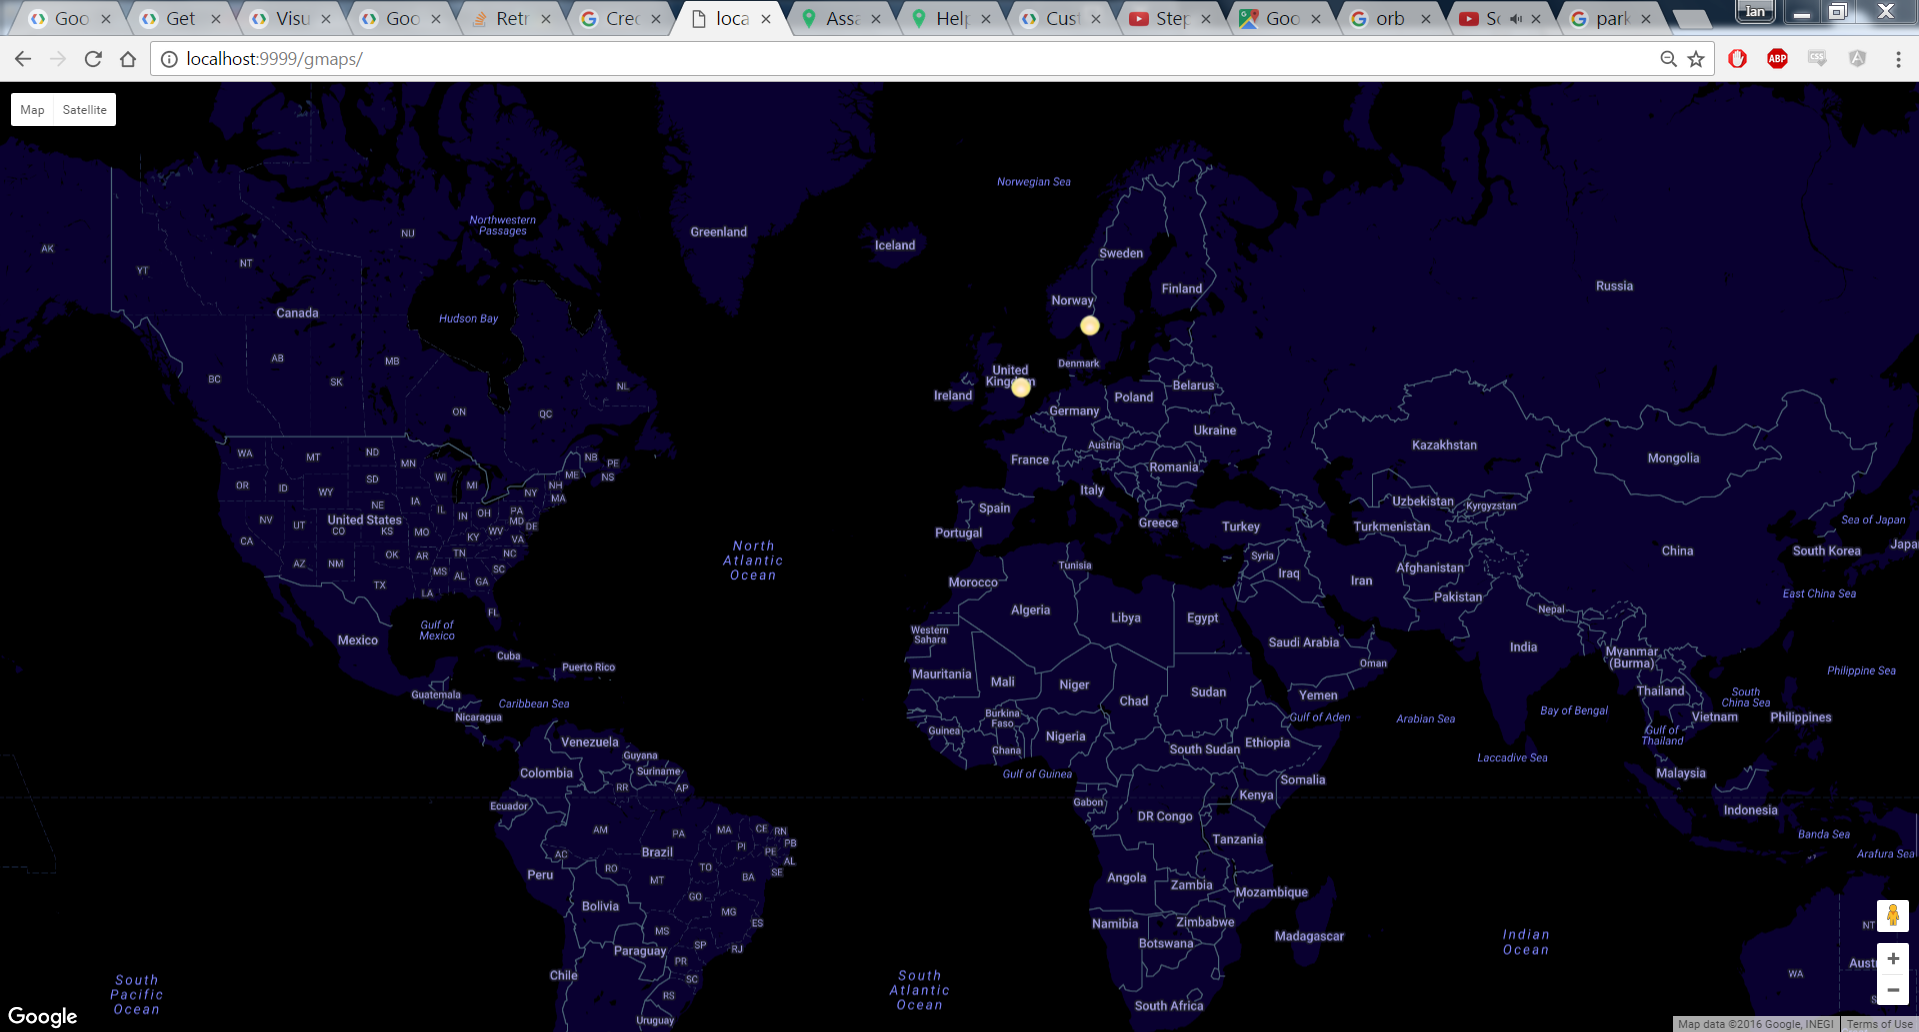 Goo
Get
Visu
Goo
Retr
Cred
loca
Assa
Help
Cust
Step
Goo
orb
So
park
Ian
localhost:9999/gmaps/
ABP
CSS
Map
Satellite
Norwegian Sea
Northwestern
Passages
Greenland
NU
Iceland
AK
Sweden
NT
YT
Russia
Finland
Norway
Canada
Hudson Bay
AB
MB
Denmark
United
Kingdom
BC
SK
NL
Ireland
Belarus
Poland
ON
QC
Germany
Ukraine
Austria
Kazakhstan
WA
MT
ND
MN
NB
PE
France
Romania
Mongolia
OR
ID
SD
WI
MI
ME
NS
NH
WY
NY
MA
Italy
NE
IA
IL
IN
OH
PA
MD
DE
Spain
Uzbekistan
Kyrgyzstan
NV
UT
United States
CO
KS
MO
KY
WV
VA
Portugal
Greece
Turkey
Turkmenistan
Sea of Japan
CA
North
Atlantic
Ocean
China
South Korea
Japa
AZ
NM
OK
AR
TN
NC
Syria
Tunisia
Iraq
Afghanistan
Iran
TX
MS
AL
GA
SC
Morocco
LA
Pakistan
East China Sea
FL
Algeria
Libya
Egypt
Nepal
Gulf of
Mexico
Mexico
Western
Sahara
Saudi Arabia
India
Myanmar
(Burma)
Cuba
Puerto Rico
Oman
Philippine Sea
Mauritania
Mali
Niger
Sudan
Yemen
Thailand
South
China Sea
Guatemala
Caribbean Sea
Chad
Nicaragua
Burkina
Faso
Gulf of Aden
Arabian Sea
Bay of Bengal
Vietnam
Philippines
Guinea
Nigeria
Gulf of
Thailand
Venezuela
Ghana
South Sudan
Ethiopia
Guyana
Laccadive Sea
Colombia
Suriname
Gulf of Guinea
Somalia
Malaysia
RR
AP
Ecuador
Gabon
Kenya
Indonesia
DR Congo
AM
PA
MA
CE
RN
Tanzania
Banda Sea
PB
PI
Brazil
AC
PE
AL
Arafura Sea
RO
TO
SE
Peru
MT
BA
Angola
Zambia
Mozambique
GO
Bolivia
MG
ES
Namibia
Zimbabwe
NT
MS
Botswana
Madagascar
Indian
Ocean
SP
RJ
Paraguay
PR
Aust
Chile
SC
WA
South
Pacific
Ocean
South
Atlantic
Ocean
RS
South Africa
Uruguay
Google
Map data ©2016 Google, INEGI
Terms of Use